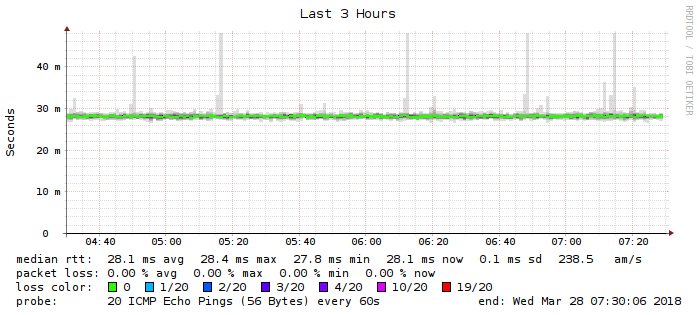 Last 3 Hours
RRDTOOL / TOBI OETIKER
Seconds
40 m
30 m
20 m
10 m
0
04:40 05:00 05:20 05:40 06:00 06:20 06:40 07:00 07:20
median rtt: 28.1 ms avg 28.4 ms max 27.8 ms min 28.1 ms now 0.1 ms sd 238.5 am/s
packet loss: 0.00 % avg 0.00 % max 0.00 % min 0.00 % now
loss color: 0 1/20 2/20 3/20 4/20 10/20 19/20
probe: 20 ICMP Echo Pings (56 Bytes) every 60s end: Wed Mar 28 07:30:06 2018